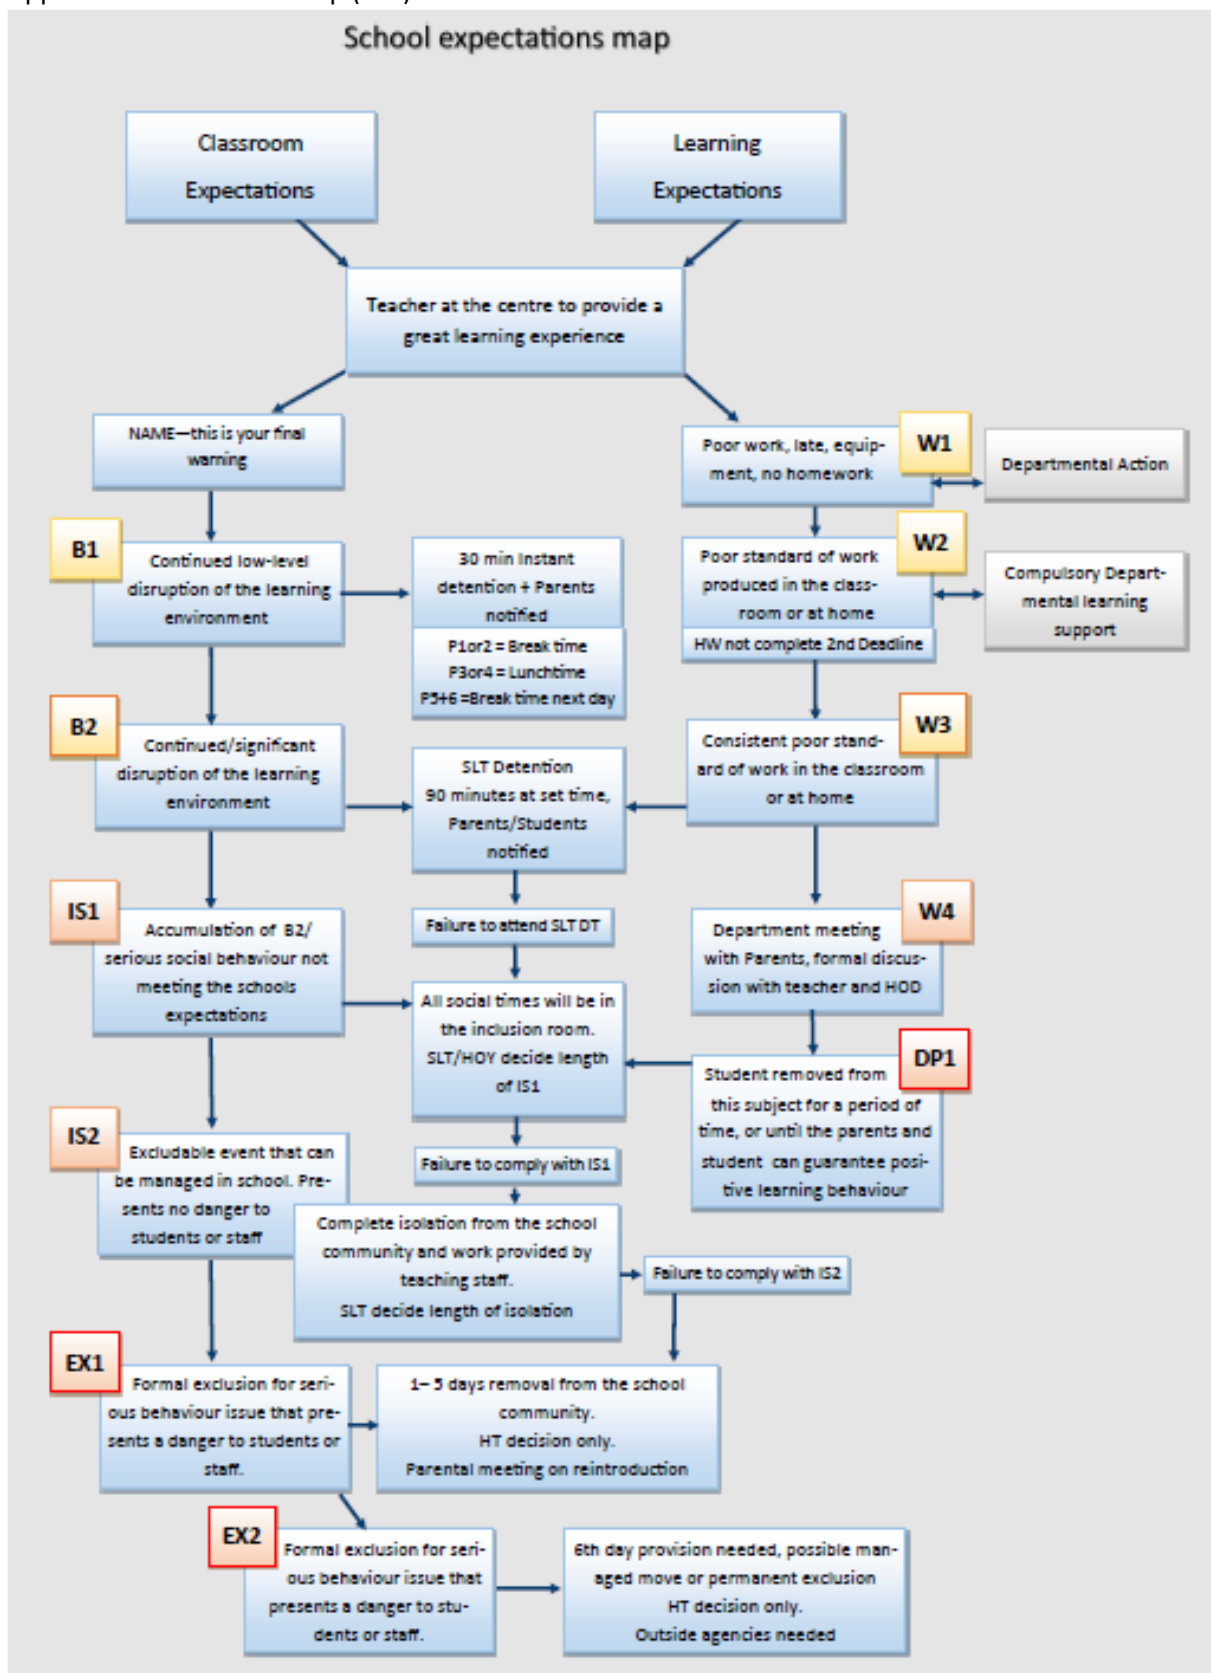 School expectations map
Classroom
Expectations
Learning
Expectations
Teacher at the centre to provide a
great learning experience
NAME—this is your final
warning
W1
Poor work, late, equip-
ment, no homework
Departmental Action
B1
Continued low-level
disruption of the learning
environment
30 min Instant
detention + Parents
notified
P1or2 = Break time
P3or4 = Lunchtime
P5+6 =Break time next day
W2
Poor standard of work
produced in the class-
room or at home
HW not complete 2nd Deadline
Compulsory Depart-
mental learning
support
B2
Continued/significant
disruption of the learning
environment
SLT Detention
90 minutes at set time,
Parents/Students
notified
W3
Consistent poor stand-
ard of work in the classroom
or at home
Failure to attend SLT DT
IS1
Accumulation of B2/
serious social behaviour not
meeting the schools
expectations
All social times will be in
the inclusion room.
SLT/HOY decide length
of IS1
W4
Department meeting
with Parents, formal discus-
sion with teacher and HOD
DP1
Student removed from
this subject for a period of
time, or until the parents and
student can guarantee posi-
tive learning behaviour
Failure to comply with IS1
IS2
Excludable event that can
be managed in school. Pre-
sents no danger to
students or staff
Complete isolation from the school
community and work provided by
teaching staff.
SLT decide length of isolation
Failure to comply with IS2
EX1
Formal exclusion for seri-
ous behaviour issue that pre-
sents a danger to students or
staff.
1– 5 days removal from the school
community.
HT decision only.
Parental meeting on reintroduction
EX2
Formal exclusion for seri-
ous behaviour issue that
presents a danger to stu-
dents or staff.
6th day provision needed, possible man-
aged move or permanent exclusion
HT decision only.
Outside agencies needed